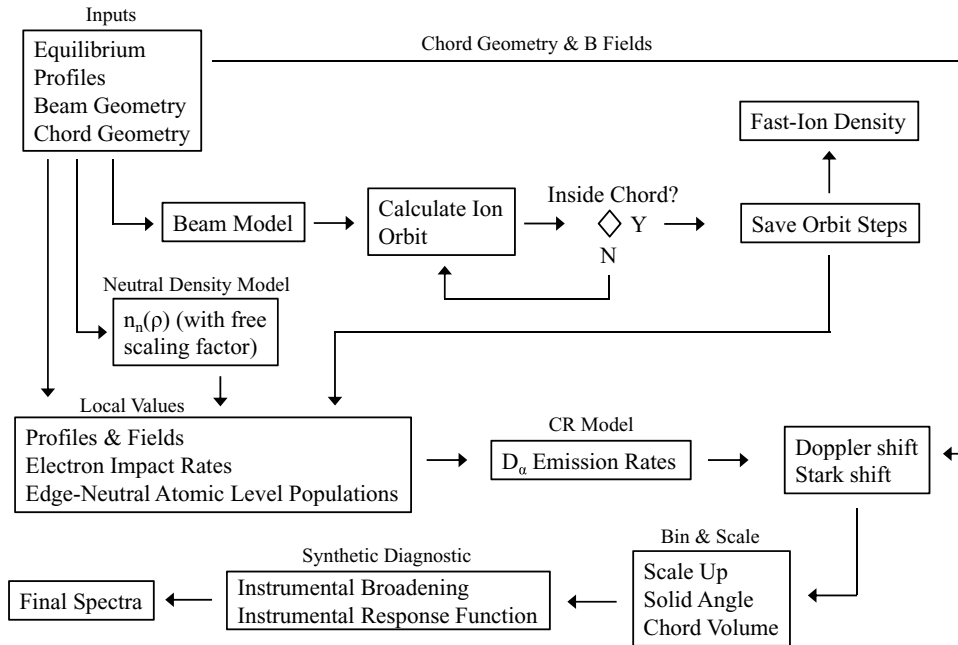 Inputs
Equilibrium
Profiles
Beam Geometry
Chord Geometry
Chord Geometry & B Fields
Fast-Ion Density
Beam Model
Calculate Ion
Orbit
Inside Chord?
Y
N
Save Orbit Steps
Neutral Density Model
nₙ(ρ) (with free
scaling factor)
Local Values
Profiles & Fields
Electron Impact Rates
Edge-Neutral Atomic Level Populations
CR Model
Dα Emission Rates
Doppler shift
Stark shift
Bin & Scale
Scale Up
Solid Angle
Chord Volume
Synthetic Diagnostic
Instrumental Broadening
Instrumental Response Function
Final Spectra